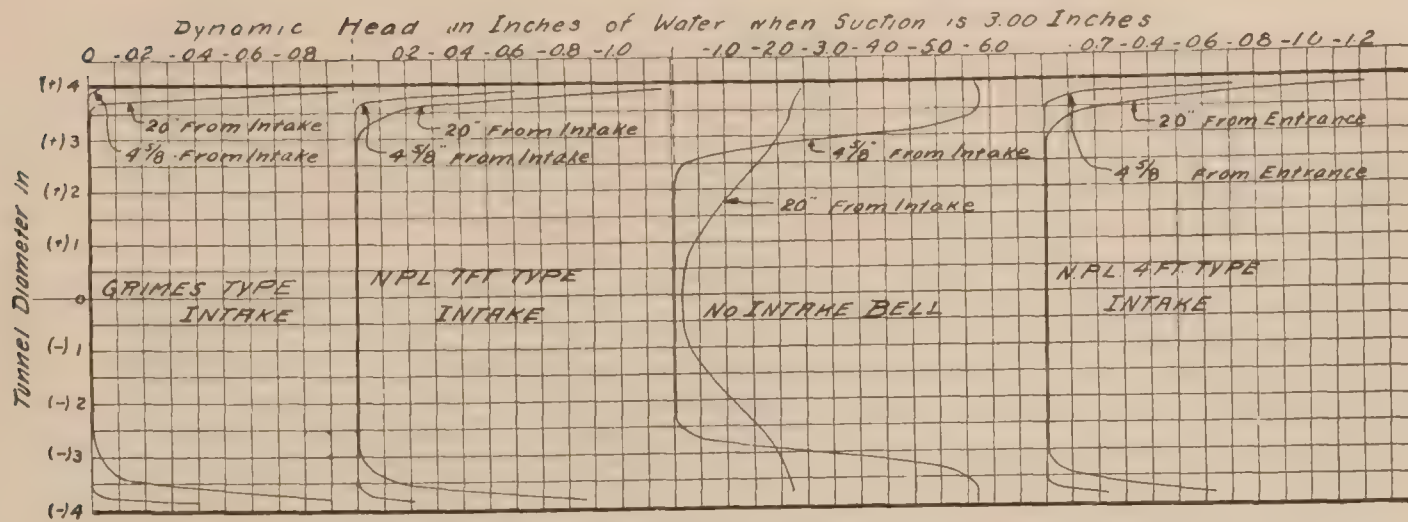 Dynamic Head in Inches of Water when Suction is 3.00 Inches
0 -.02 -.04 -.06 -.08 .02 -.04 -.06 -.08 -1.0 -1.0 -2.0 -3.0 -4.0 -5.0 -6.0 0.7 -0.4 -.06 -.08 -1.0 -1.2
Tunnel Diameter in
(+) 4
(+) 3
(+) 2
(+) 1
0
(-) 1
(-) 2
(-) 3
(-) 4
20" From Intake
4 5/8" From Intake
GRIMES TYPE
INTAKE
20" From Intake
4 5/8" From Intake
NPL 7FT TYPE
INTAKE
4 5/8" From Intake
20" From Intake
NO INTAKE BELL
20" From Entrance
4 5/8 From Entrance
N.P.L. 4FT TYPE
INTAKE